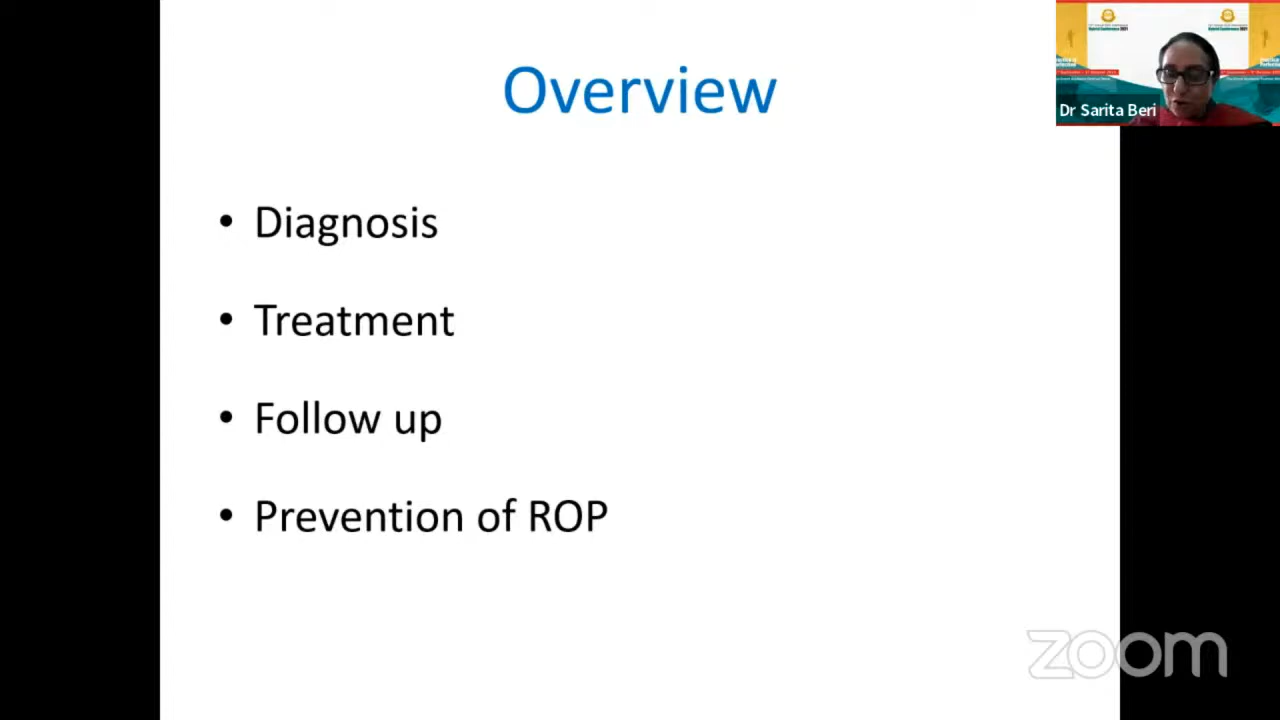 Overview
• Diagnosis
• Treatment
• Follow up
• Prevention of ROP
Dr Sarita Beri
zoom